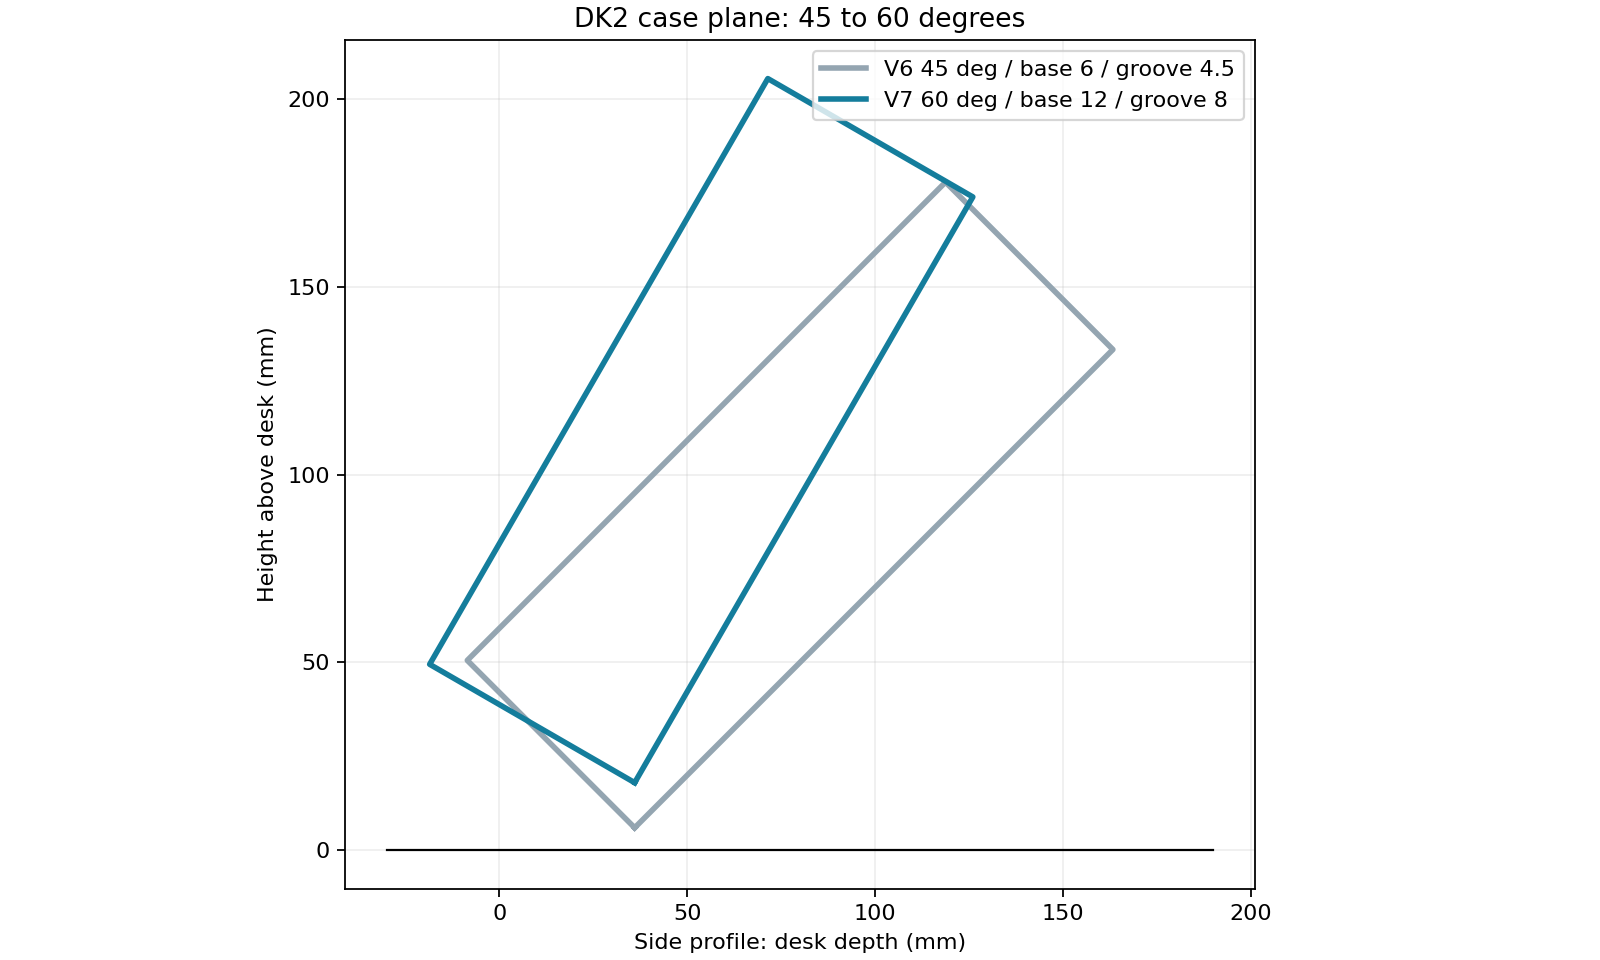 DK2 case plane: 45 to 60 degrees
V6 45 deg / base 6 / groove 4.5
V7 60 deg / base 12 / groove 8
Height above desk (mm)
200
150
100
50
0
0
50
100
150
200
Side profile: desk depth (mm)